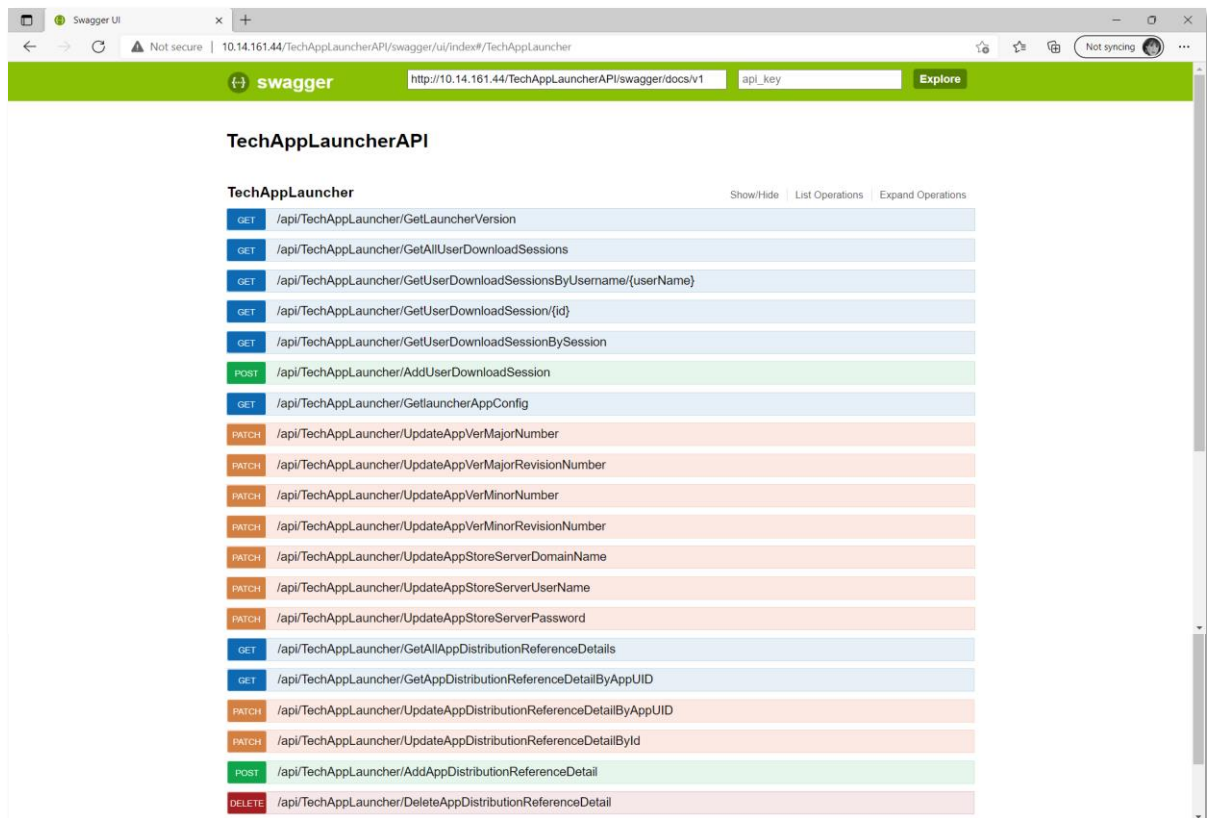 Swagger UI
Not secure | 10.14.161.44/TechAppLauncherAPI/swagger/ui/index#/TechAppLauncher
Not syncing
swagger
http://10.14.161.44/TechAppLauncherAPI/swagger/docs/v1
api_key
Explore
TechAppLauncherAPI
TechAppLauncher
Show/Hide
List Operations
Expand Operations
GET /api/TechAppLauncher/GetLauncherVersion
GET /api/TechAppLauncher/GetAllUserDownloadSessions
GET /api/TechAppLauncher/GetUserDownloadSessionsByUsername/{userName}
GET /api/TechAppLauncher/GetUserDownloadSession/{id}
GET /api/TechAppLauncher/GetUserDownloadSessionBySession
POST /api/TechAppLauncher/AddUserDownloadSession
GET /api/TechAppLauncher/GetlauncherAppConfig
PATCH /api/TechAppLauncher/UpdateAppVerMajorNumber
PATCH /api/TechAppLauncher/UpdateAppVerMajorRevisionNumber
PATCH /api/TechAppLauncher/UpdateAppVerMinorNumber
PATCH /api/TechAppLauncher/UpdateAppVerMinorRevisionNumber
PATCH /api/TechAppLauncher/UpdateAppStoreServerDomainName
PATCH /api/TechAppLauncher/UpdateAppStoreServerUserName
PATCH /api/TechAppLauncher/UpdateAppStoreServerPassword
GET /api/TechAppLauncher/GetAllAppDistributionReferenceDetails
GET /api/TechAppLauncher/GetAppDistributionReferenceDetailByAppUID
PATCH /api/TechAppLauncher/UpdateAppDistributionReferenceDetailByAppUID
PATCH /api/TechAppLauncher/UpdateAppDistributionReferenceDetailById
POST /api/TechAppLauncher/AddAppDistributionReferenceDetail
DELETE /api/TechAppLauncher/DeleteAppDistributionReferenceDetail